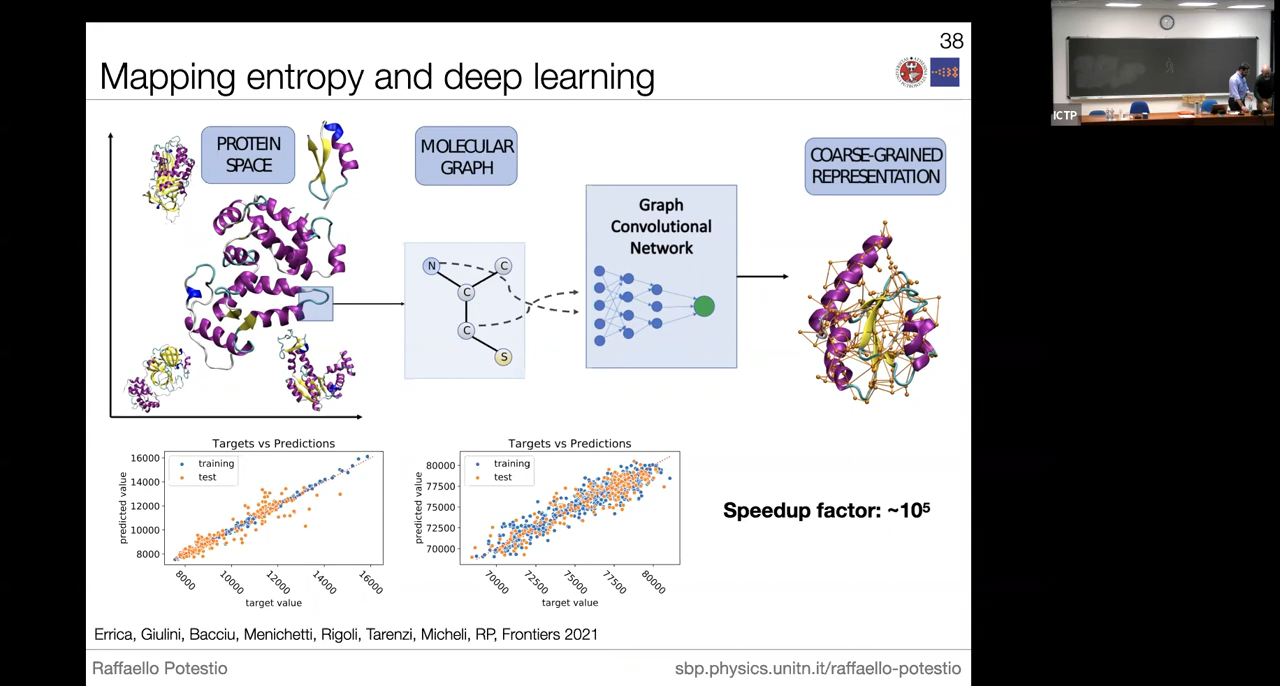 38
Mapping entropy and deep learning
PROTEIN
SPACE
MOLECULAR
GRAPH
COARSE-GRAINED
REPRESENTATION
N
C
C
C
S
Graph
Convolutional
Network
Targets vs Predictions
training
test
predicted value
16000
14000
12000
10000
8000
8000
10000
12000
14000
16000
target value
Targets vs Predictions
training
test
predicted value
80000
77500
75000
72500
70000
70000
72500
75000
77500
80000
target value
Speedup factor: ~10⁵
Errica, Giulini, Bacciu, Menichetti, Rigoli, Tarenzi, Micheli, RP, Frontiers 2021
Raffaello Potestio
sbp.physics.unitn.it/raffaello-potestio
ICTP